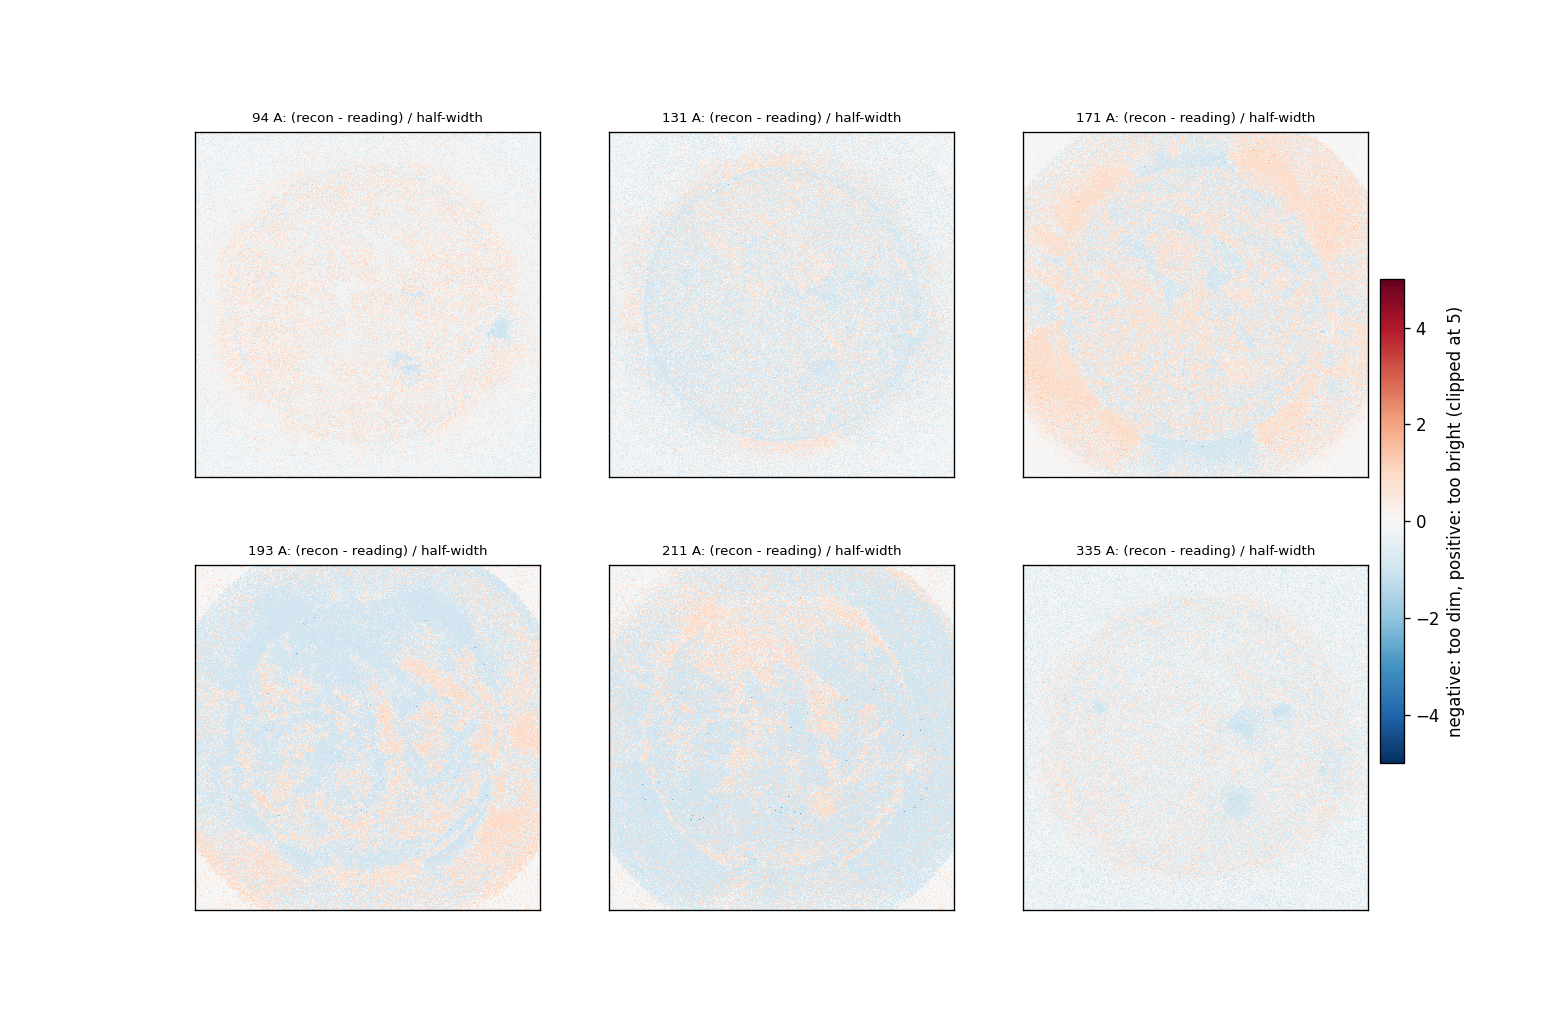 94 A: (recon - reading) / half-width
131 A: (recon - reading) / half-width
171 A: (recon - reading) / half-width
193 A: (recon - reading) / half-width
211 A: (recon - reading) / half-width
335 A: (recon - reading) / half-width
4
2
0
−2
−4
negative: too dim, positive: too bright (clipped at 5)